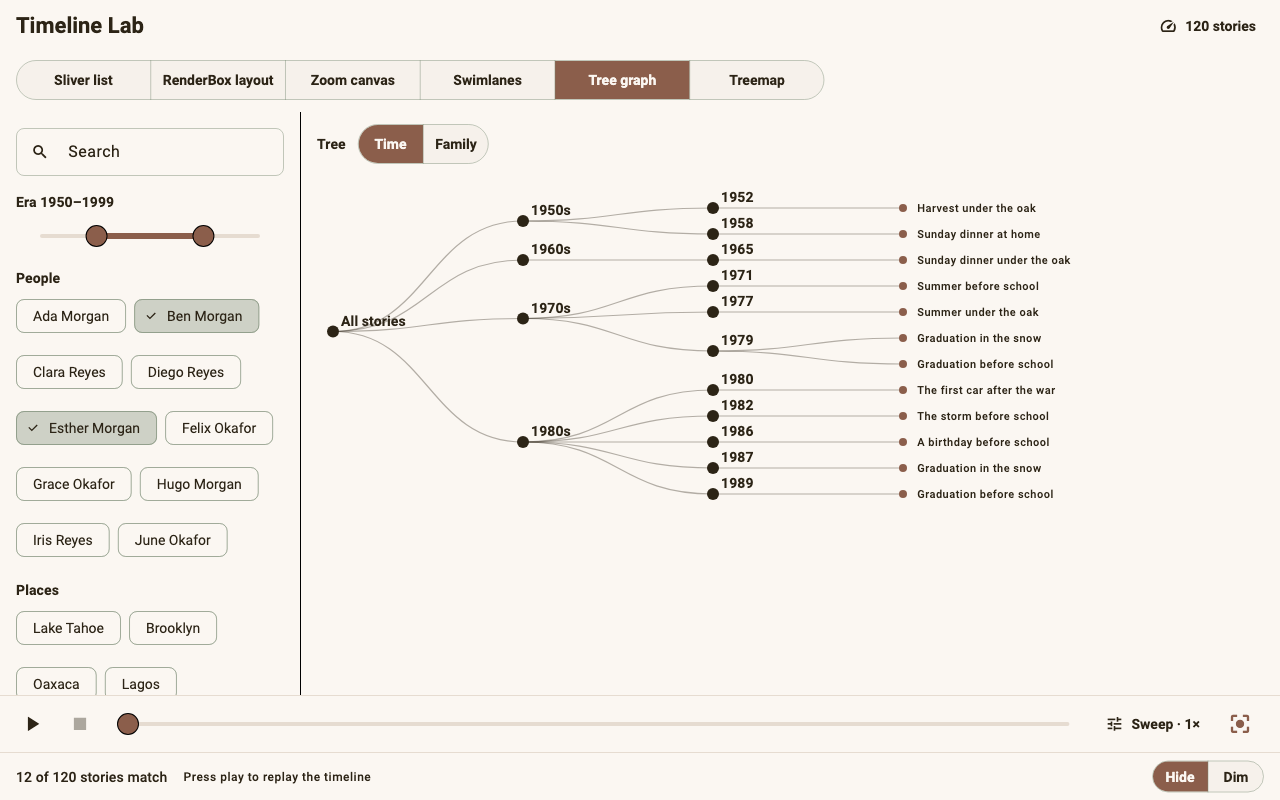 Timeline Lab
120 stories
Sliver list
RenderBox layout
Zoom canvas
Swimlanes
Tree graph
Treemap
Search
Era 1950–1999
People
Ada Morgan
Ben Morgan
Clara Reyes
Diego Reyes
Esther Morgan
Felix Okafor
Grace Okafor
Hugo Morgan
Iris Reyes
June Okafor
Places
Lake Tahoe
Brooklyn
Oaxaca
Lagos
Tree
Time
Family
All stories
1950s
1960s
1970s
1980s
1952
1958
1965
1971
1977
1979
1980
1982
1986
1987
1989
Harvest under the oak
Sunday dinner at home
Sunday dinner under the oak
Summer before school
Summer under the oak
Graduation in the snow
Graduation before school
The first car after the war
The storm before school
A birthday before school
Graduation in the snow
Graduation before school
Sweep · 1×
12 of 120 stories match
Press play to replay the timeline
Hide
Dim